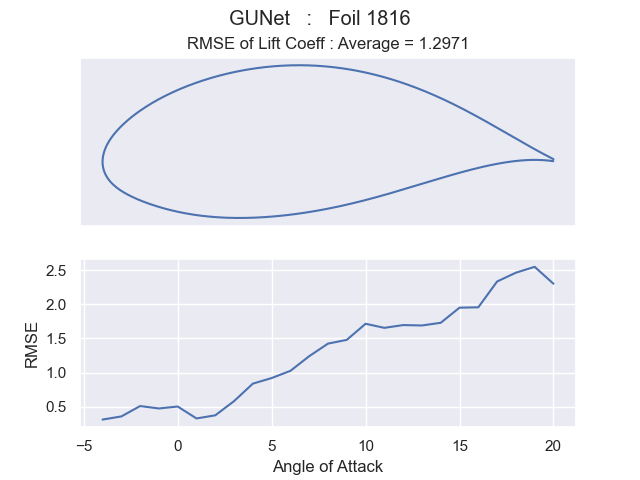 GUNet   :   Foil 1816
RMSE of Lift Coeff : Average = 1.2971
2.5
2.0
1.5
1.0
0.5
RMSE
−5
0
5
10
15
20
Angle of Attack